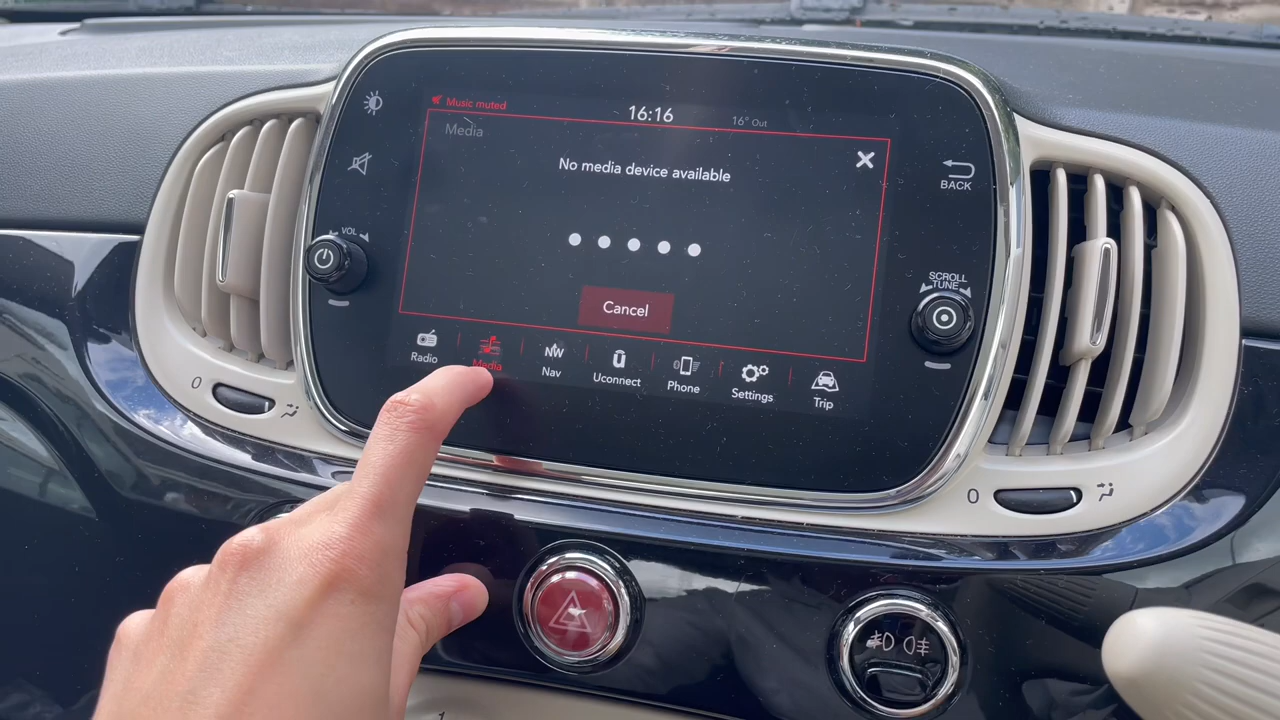 Music muted
16:16
16° Out
Media
No media device available
BACK
VOL
SCROLL
TUNE
Cancel
Radio
Media
Nav
Uconnect
Phone
Settings
Trip
0
0
1